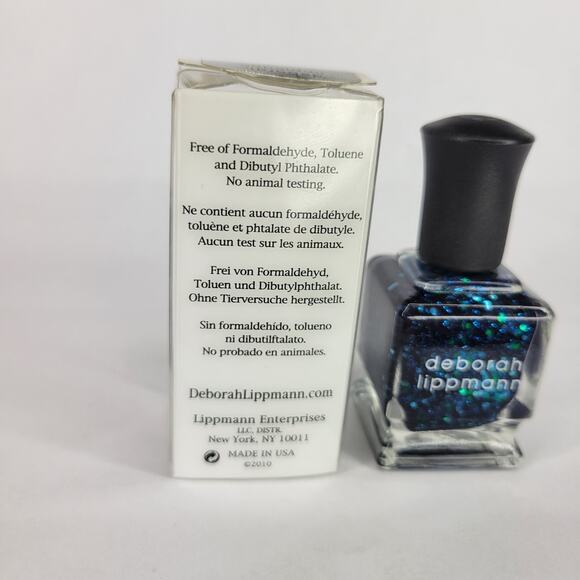 Free of Formaldehyde, Toluene
and Dibutyl Phthalate.
No animal testing.
Ne contient aucun formaldéhyde,
toluène et phtalate de dibutyle.
Aucun test sur les animaux.
Frei von Formaldehyd,
Toluen und Dibutylphthalat.
Ohne Tierversuche hergestellt.
Sin formaldehído, tolueno
ni dibutilftalato.
No probado en animales.
DeborahLippmann.com
Lippmann Enterprises
LLC, DISTR.
New York, NY 10011
MADE IN USA
©2010
deborah
lippmann